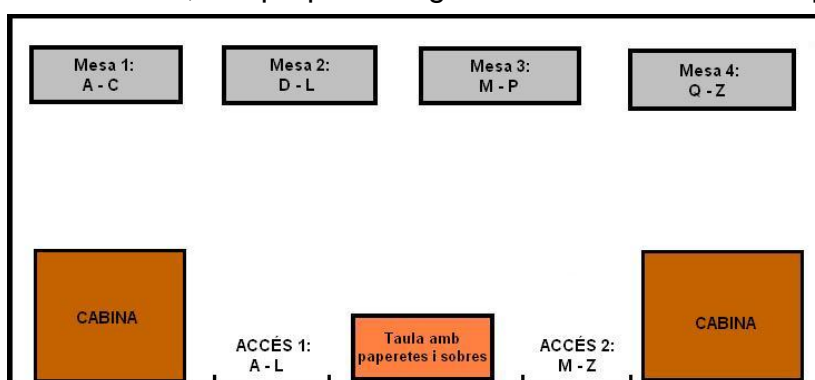 Mesa 1:
A - C
Mesa 2:
D - L
Mesa 3:
M - P
Mesa 4:
Q - Z
CABINA
ACCÉS 1:
A - L
Taula amb
paperetes i sobres
ACCÉS 2:
M - Z
CABINA